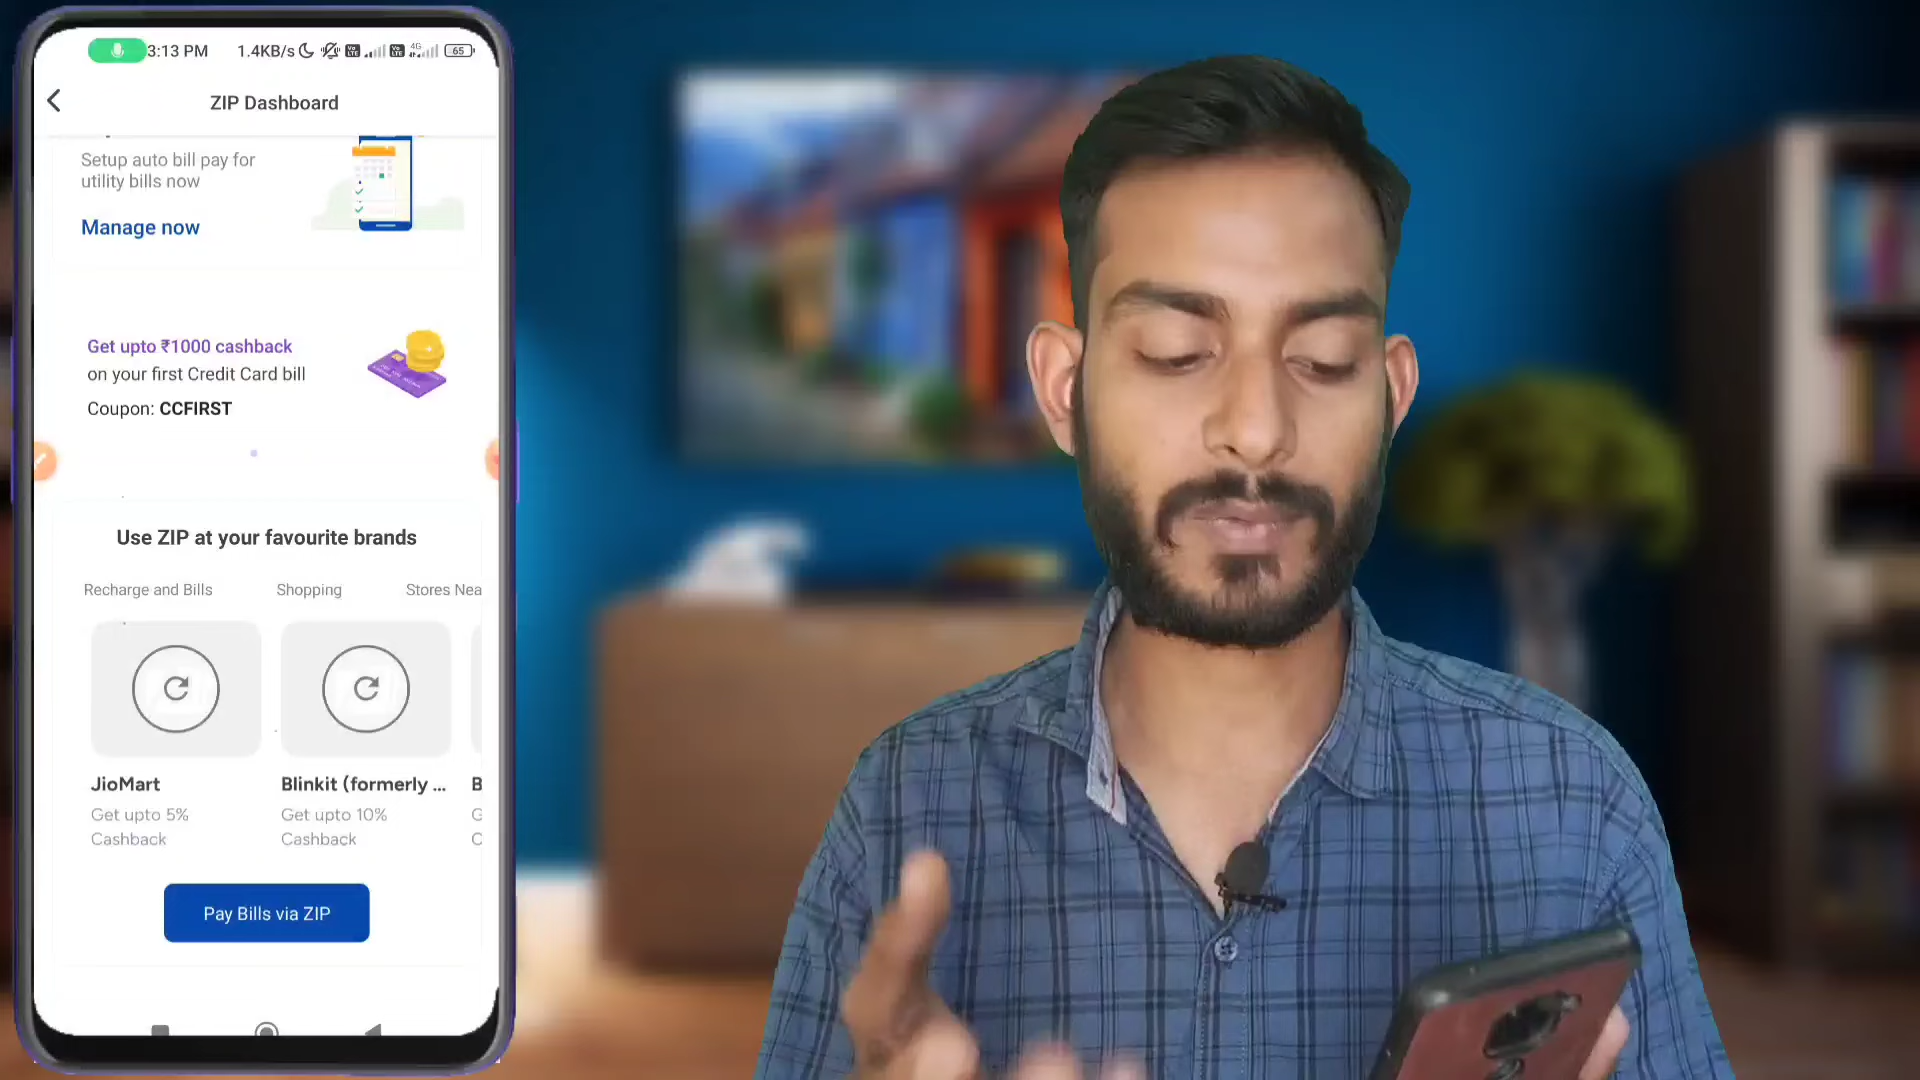 3:13 PM 1.4KB/s 4G 65
ZIP Dashboard
Setup auto bill pay for
utility bills now
Manage now
Get upto ₹1000 cashback
on your first Credit Card bill
Coupon: CCFIRST
Use ZIP at your favourite brands
Recharge and Bills Shopping Stores Nea
JioMart Blinkit (formerly ... B
Get upto 5% Get upto 10% G
Cashback Cashback C
Pay Bills via ZIP